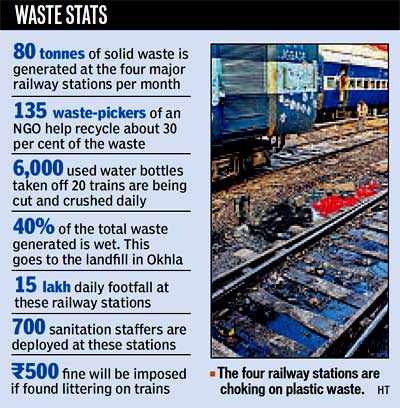 WASTE STATS
80 tonnes of solid waste is
generated at the four major
railway stations per month
135 waste-pickers of an
NGO help recycle about 30
per cent of the waste
6,000 used water bottles
taken off 20 trains are being
cut and crushed daily
40% of the total waste
generated is wet. This
goes to the landfill in Okhla
15 lakh daily footfall at
these railway stations
700 sanitation staffers are
deployed at these stations
₹500 fine will be imposed
if found littering on trains
The four railway stations are
choking on plastic waste. HT